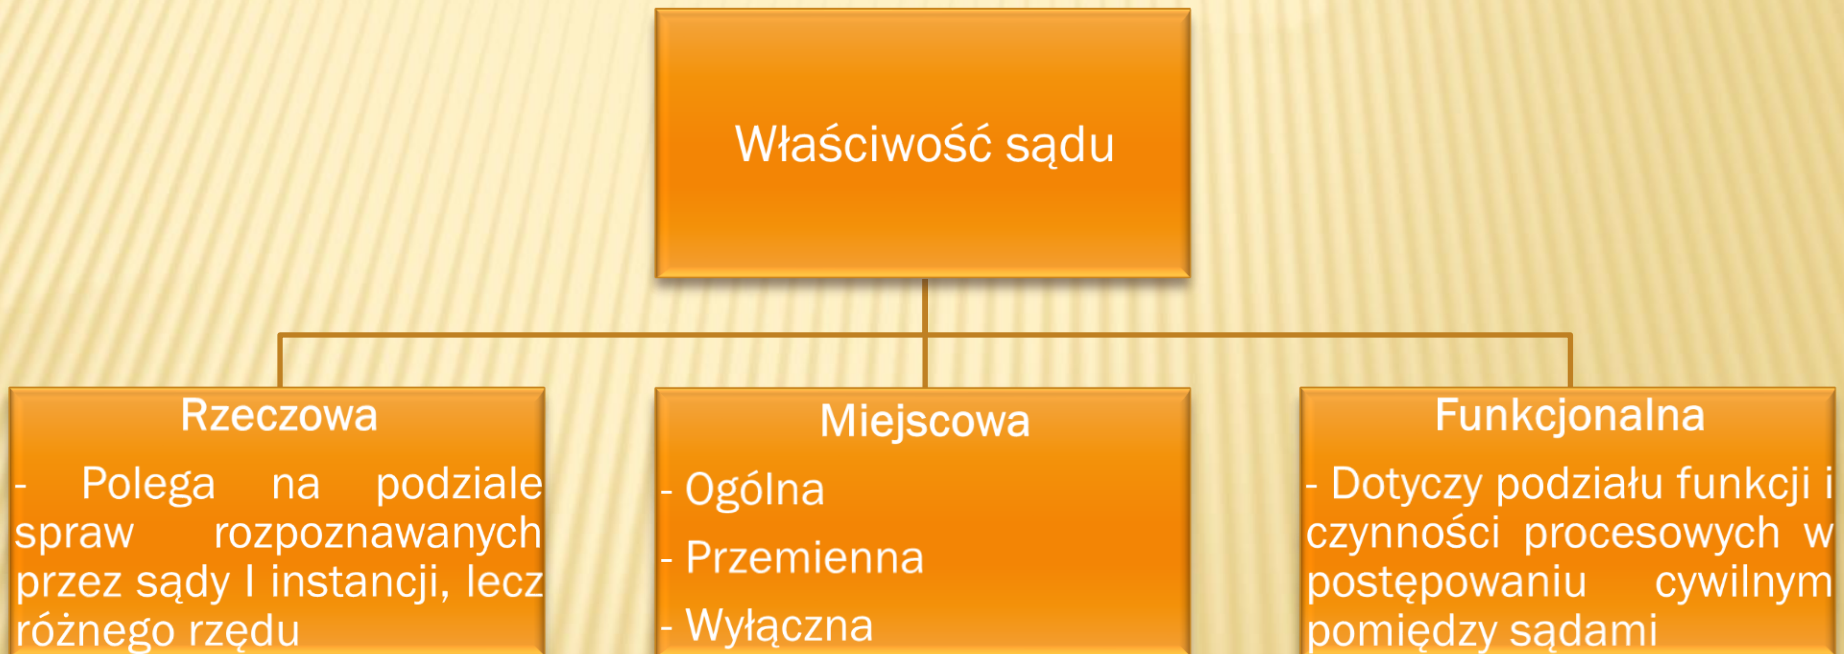 Właściwość sądu
Rzeczowa
- Polega na podziale
spraw rozpoznawanych
przez sądy I instancji, lecz
różnego rzędu
Miejscowa
- Ogólna
- Przemienna
- Wyłączna
Funkcjonalna
- Dotyczy podziału funkcji i
czynności procesowych w
postępowaniu cywilnym
pomiędzy sądami